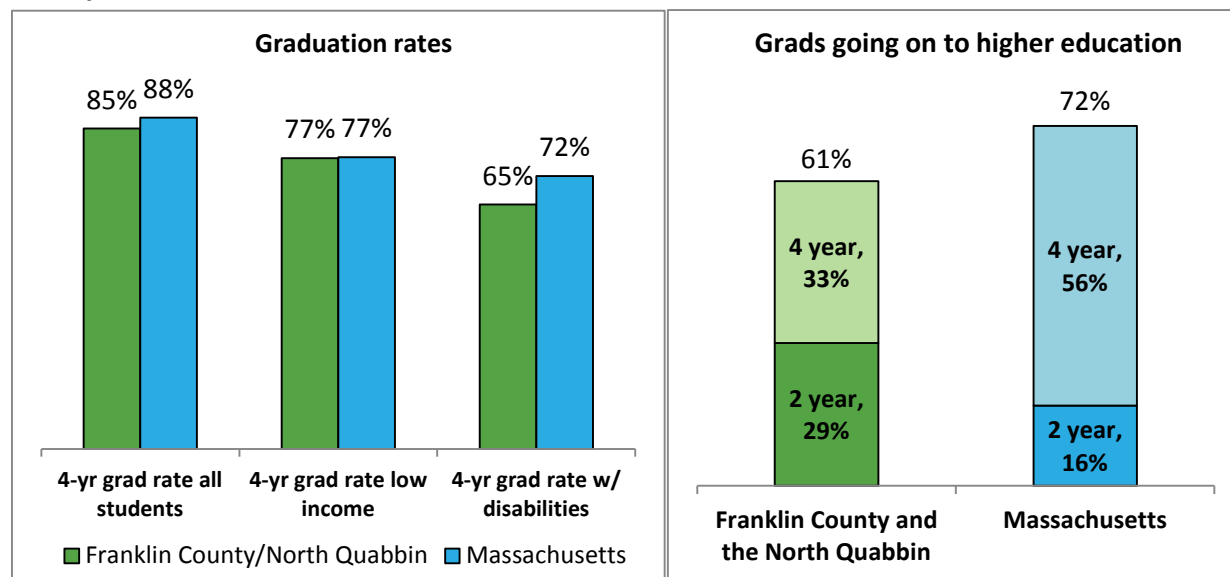 Graduation rates
85%
88%
77%
77%
65%
72%
4-yr grad rate all
students
4-yr grad rate low
income
4-yr grad rate w/
disabilities
Franklin County/North Quabbin
Massachusetts
Grads going on to higher education
61%
72%
4 year,
33%
4 year,
56%
2 year,
29%
2 year,
16%
Franklin County and
the North Quabbin
Massachusetts